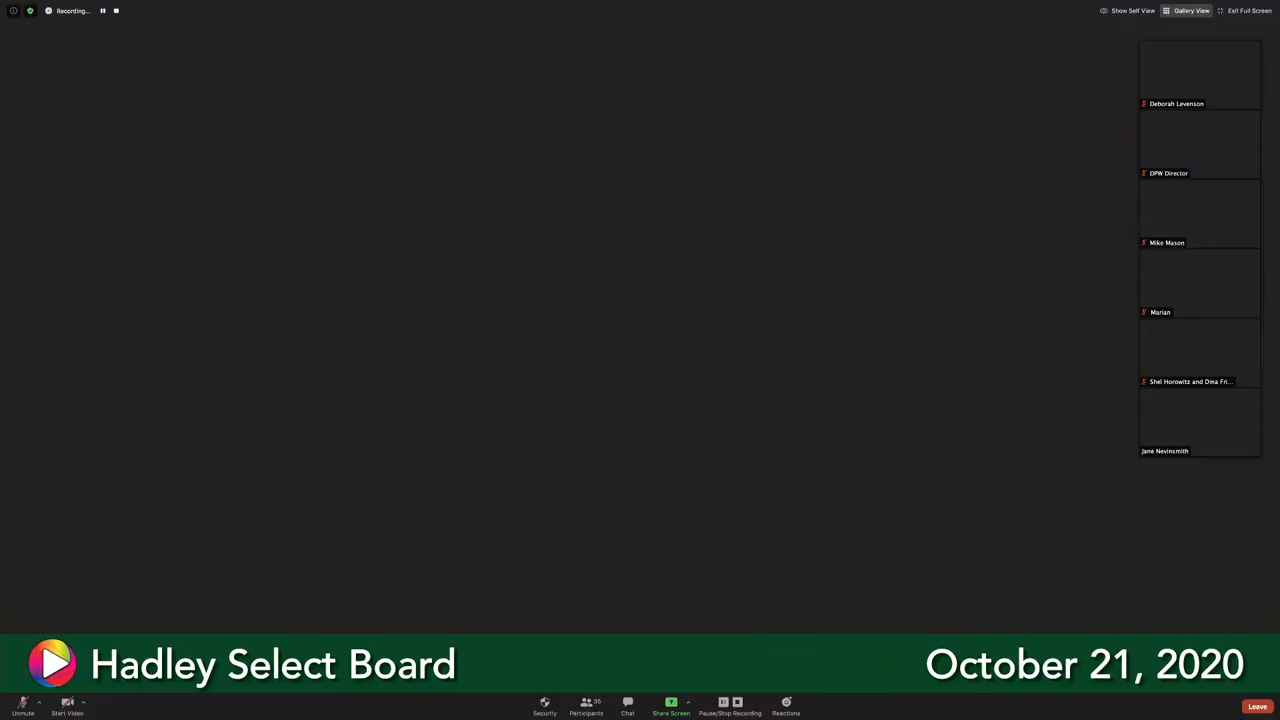 Recording...
Show Self View
Gallery View
Exit Full Screen
Deborah Levenson
DPW Director
Mike Mason
Marian
Shel Horowitz and Dina Fri...
Jane Nevinsmith
Hadley Select Board
October 21, 2020
Unmute
Start Video
Security
Participants
35
Chat
Share Screen
Pause/Stop Recording
Reactions
Leave